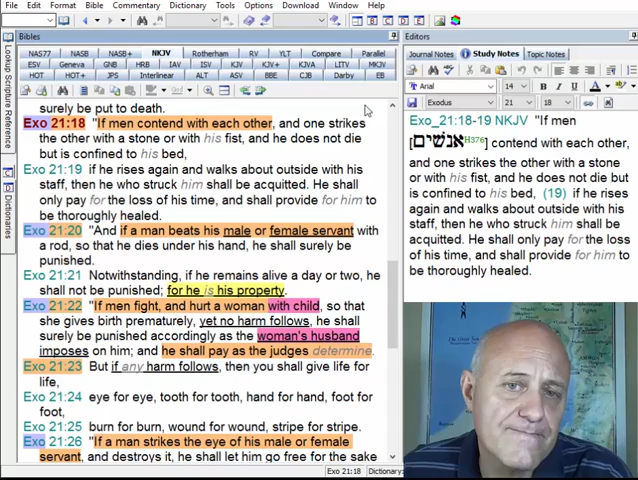 File Edit View Bible Commentary Dictionary Tools Options Download Window Help
B C D E
Bibles
NAS77 NASB NASB+ NKJV Rotherham RV YLT Compare Parallel
ESV Geneva GNB HRB IAV ISV JUB KJV+ KJVA LITV MKJV
HOT HOT+ JPS Interlinear ALT ASV BBE CJB Darby EB
surely be put to death.
Exo 21:18 "If men contend with each other, and one strikes
the other with a stone or with his fist, and he does not die
but is confined to his bed,
Exo 21:19 if he rises again and walks about outside with his
staff, then he who struck him shall be acquitted. He shall
only pay for the loss of his time, and shall provide for him to
be thoroughly healed.
Exo 21:20 "And if a man beats his male or female servant with
a rod, so that he dies under his hand, he shall surely be
punished.
Exo 21:21 Notwithstanding, if he remains alive a day or two, he
shall not be punished; for he is his property.
Exo 21:22 "If men fight, and hurt a woman with child, so that
she gives birth prematurely, yet no harm follows, he shall
surely be punished accordingly as the woman's husband
imposes on him; and he shall pay as the judges determine.
Exo 21:23 But if any harm follows, then you shall give life for
life,
Exo 21:24 eye for eye, tooth for tooth, hand for hand, foot for
foot,
Exo 21:25 burn for burn, wound for wound, stripe for stripe.
Exo 21:26 "If a man strikes the eye of his male or female
servant, and destroys it, he shall let him go free for the sake
Exo 21:18 Dictionary:
Lookup Scripture Reference
Dictionaries
Editors
Journal Notes Study Notes Topic Notes
Arial 14 B I U
Exodus 21 18
Exo_21:18-19 NKJV "If men
[אֲנָשִׁים H376] contend with each other,
and one strikes the other with a stone
or with his fist, and he does not die but
is confined to his bed, (19) if he rises
again and walks about outside with his
staff, then he who struck him shall be
acquitted. He shall only pay for the loss
of his time, and shall provide for him to
be thoroughly healed.